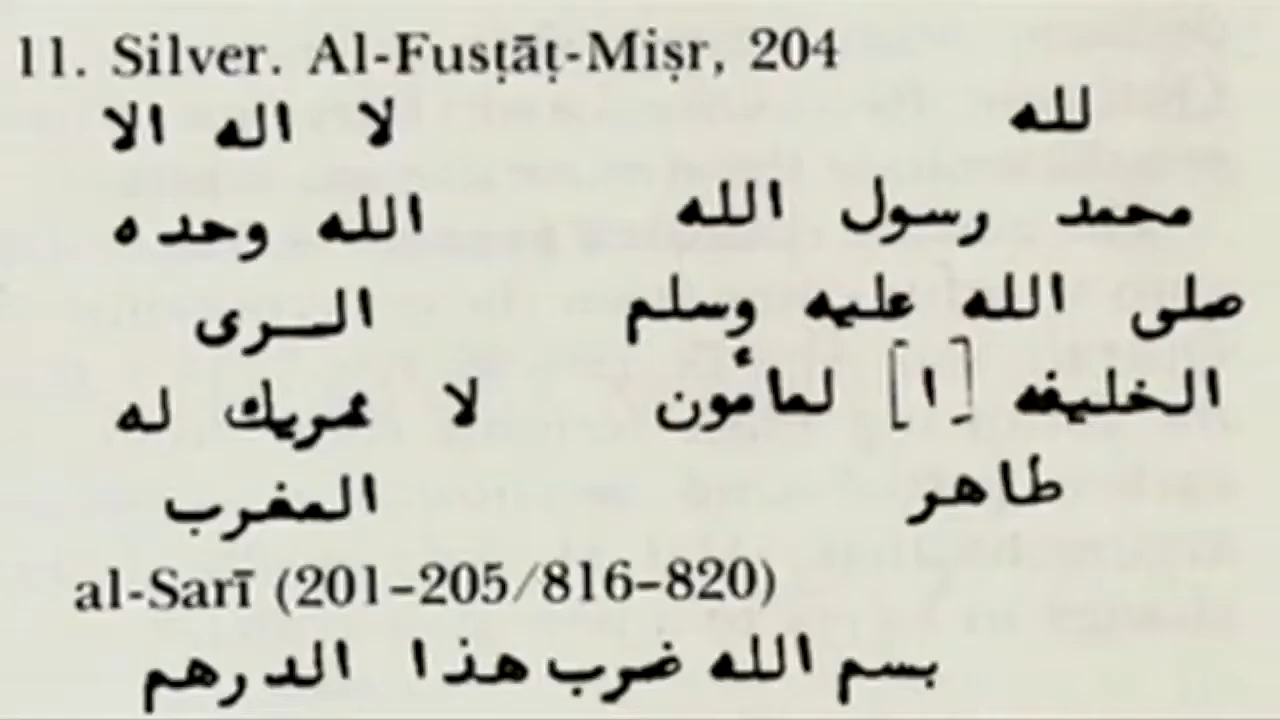 11. Silver. Al-Fusṭāṭ-Miṣr, 204
لا اله الا
الله وحده
السرى
لا شريك له
المغرب
لله
محمد رسول الله
صلى الله عليه وسلم
الخليفه [ا] لمأمون
طاهر
al-Sarī (201–205/816–820)
بسم الله ضرب هذا الدرهم